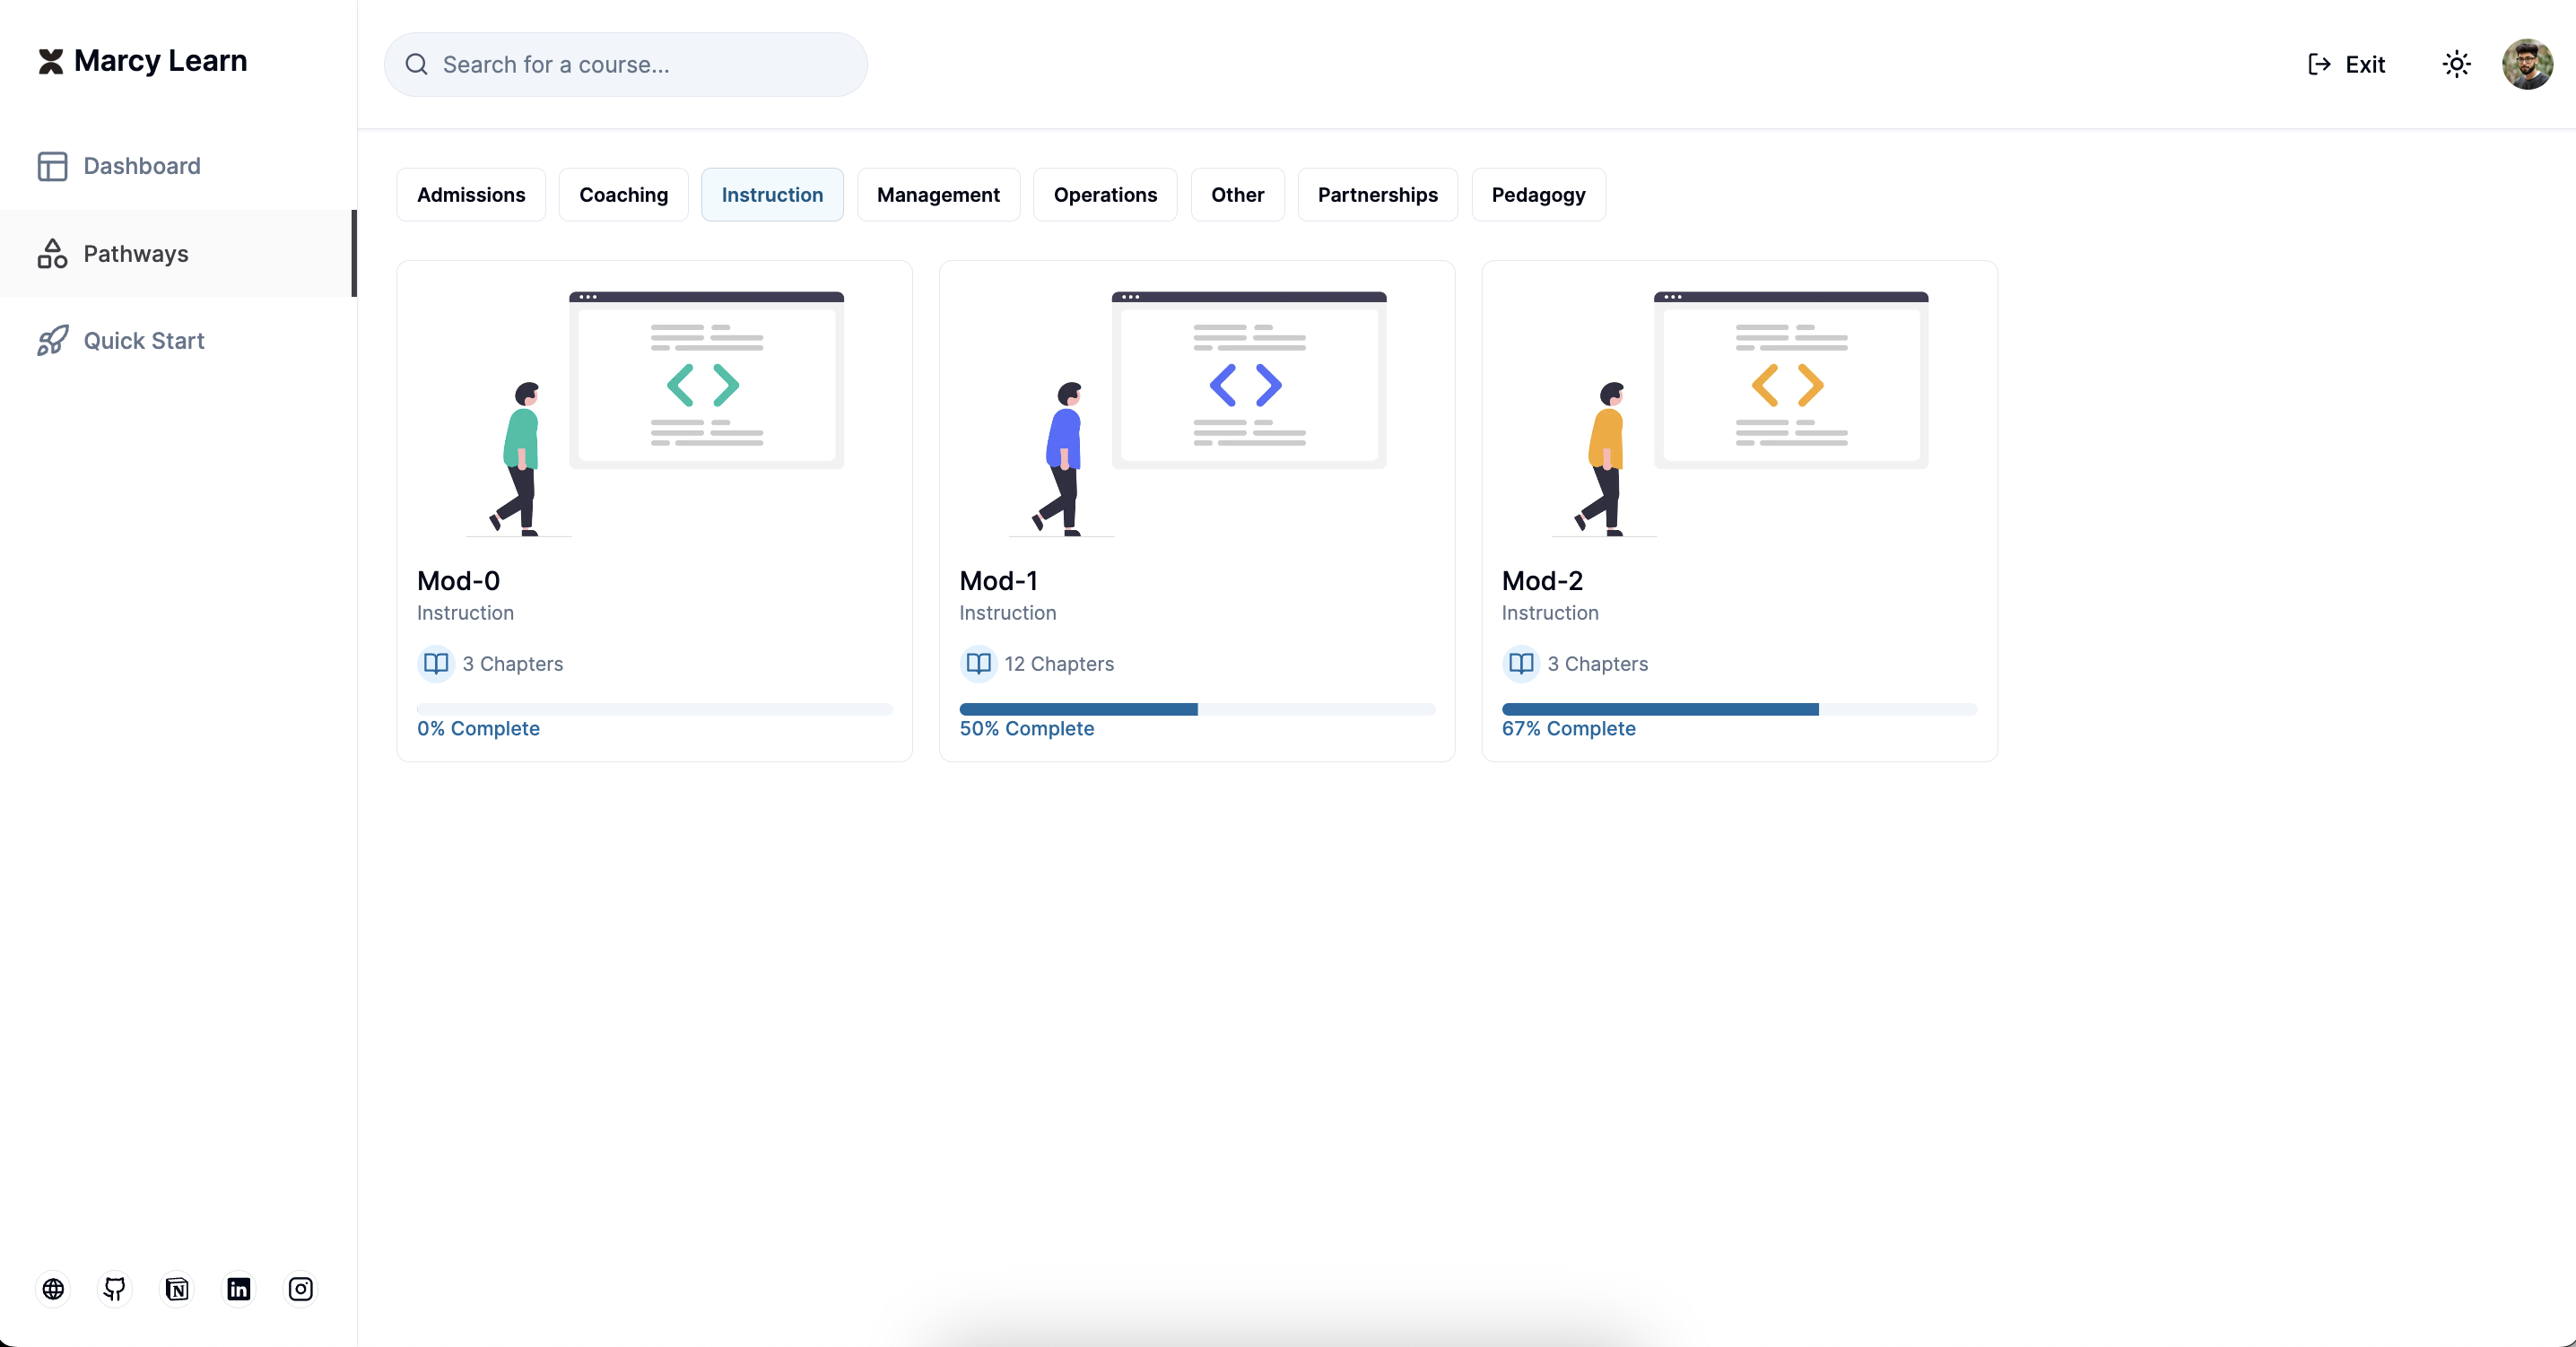 Marcy Learn
Search for a course...
Exit
Dashboard
Pathways
Quick Start
Admissions
Coaching
Instruction
Management
Operations
Other
Partnerships
Pedagogy
Mod-0
Instruction
3 Chapters
0% Complete
Mod-1
Instruction
12 Chapters
50% Complete
Mod-2
Instruction
3 Chapters
67% Complete